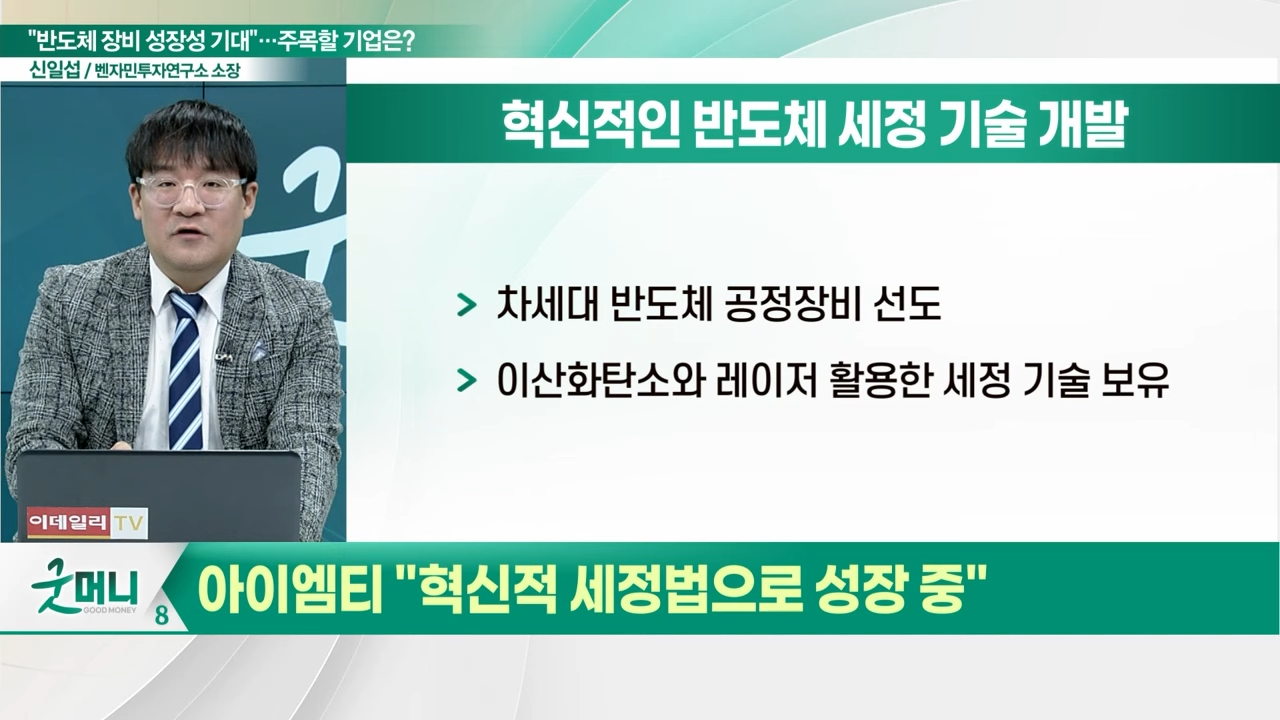 "반도체 장비 성장성 기대"…주목할 기업은?
신일섭 / 벤자민투자연구소 소장
혁신적인 반도체 세정 기술 개발
> 차세대 반도체 공정장비 선도
> 이산화탄소와 레이저 활용한 세정 기술 보유
이데일리 TV
굿머니
GOOD MONEY
8
아이엠티 "혁신적 세정법으로 성장 중"